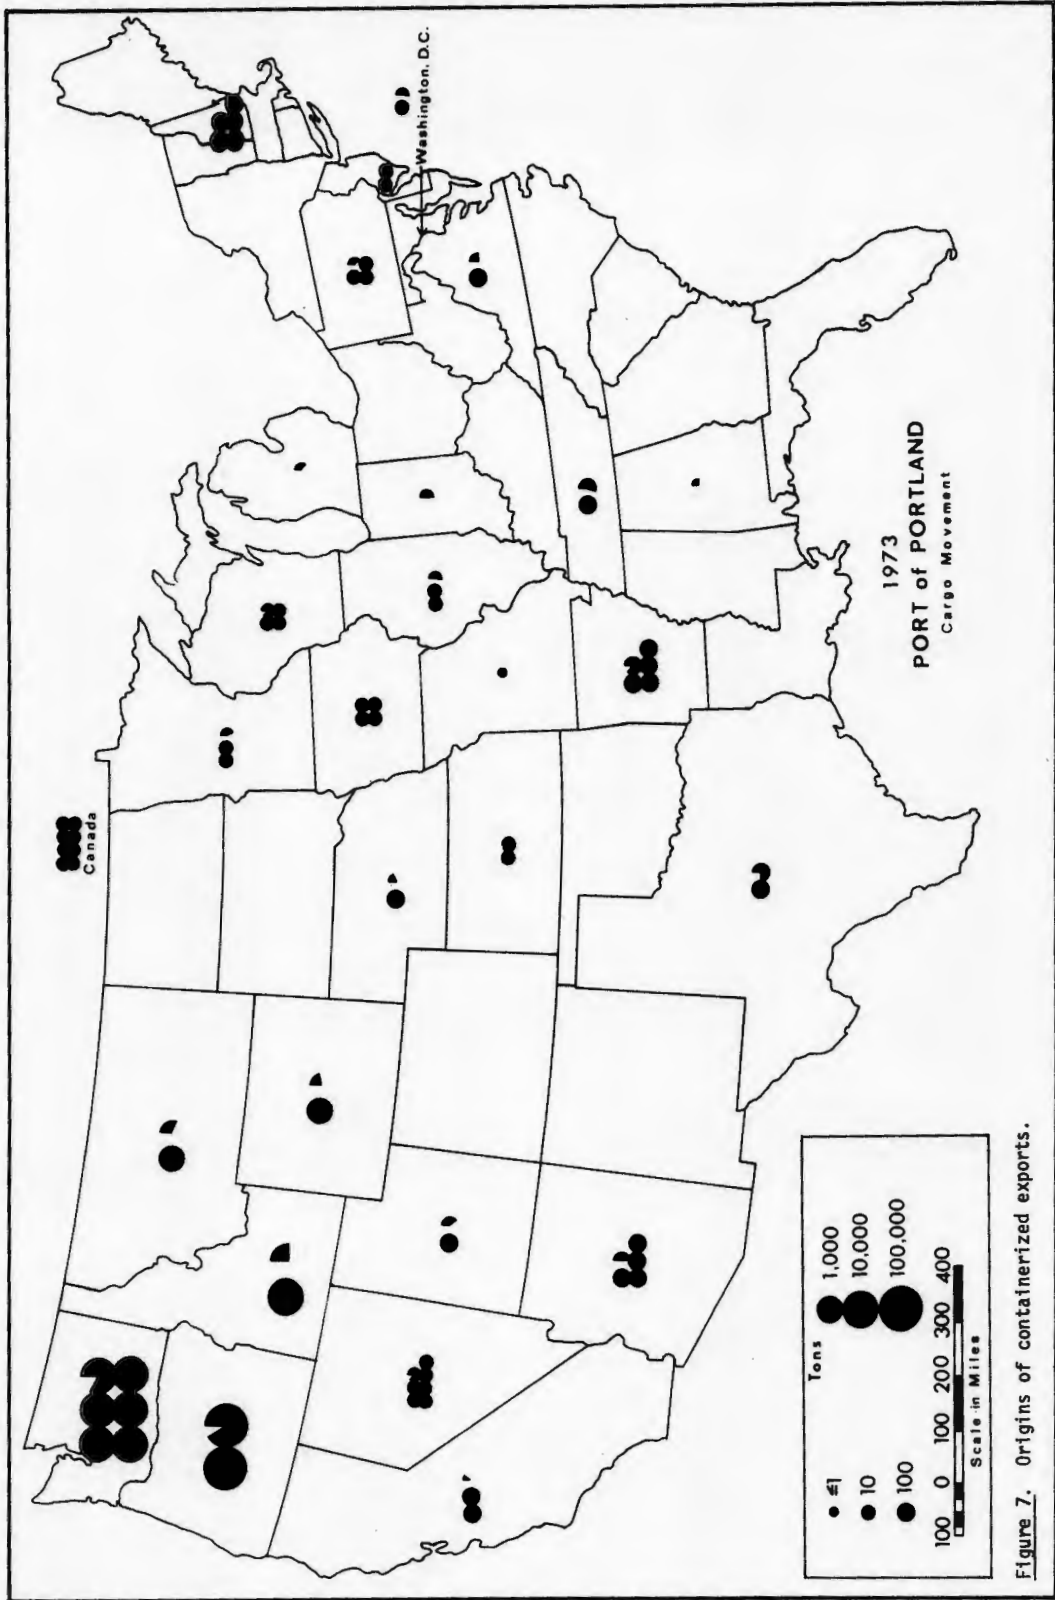 Canada
Washington, D.C.
1973
PORT of PORTLAND
Cargo Movement
Tons
≤1
10
100
1,000
10,000
100,000
100 0 100 200 300 400
Scale in Miles
Figure 7. Origins of containerized exports.